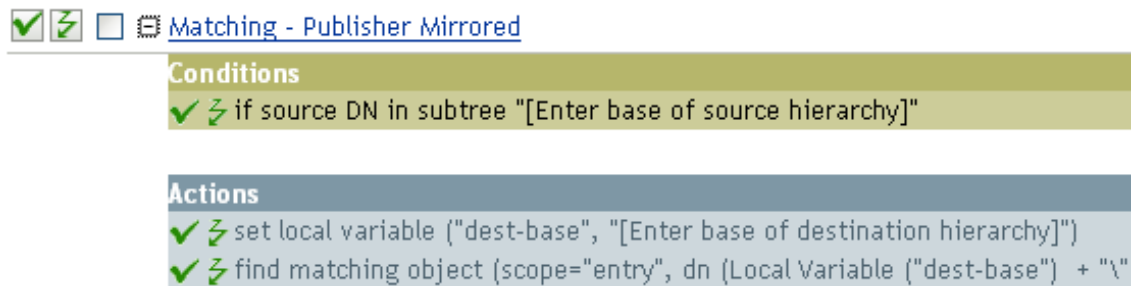 Matching - Publisher Mirrored
Conditions
if source DN in subtree "[Enter base of source hierarchy]"
Actions
set local variable ("dest-base", "[Enter base of destination hierarchy]")
find matching object (scope="entry", dn (Local Variable ("dest-base") + "\"